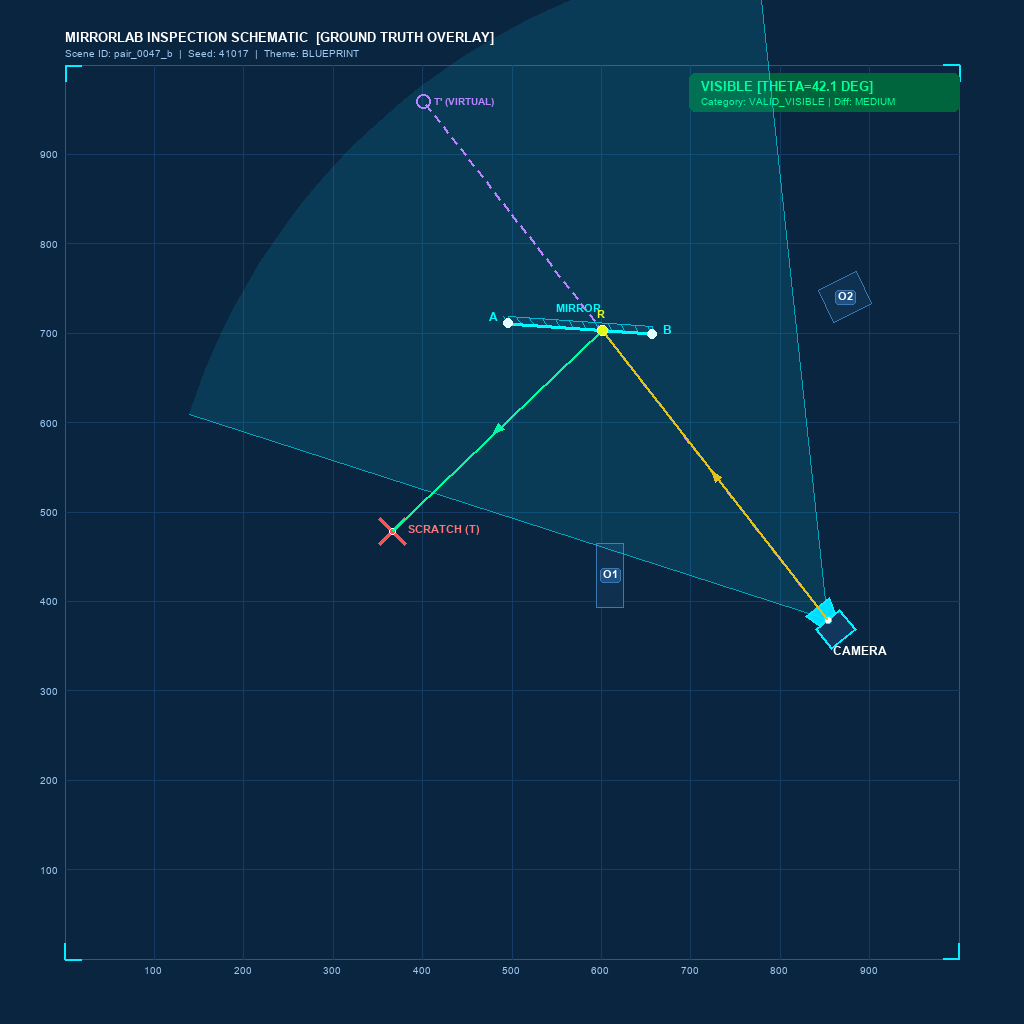 MIRRORLAB INSPECTION SCHEMATIC [GROUND TRUTH OVERLAY]
Scene ID: pair_0047_b | Seed: 41017 | Theme: BLUEPRINT
VISIBLE [THETA=42.1 DEG]
Category: VALID_VISIBLE | Diff: MEDIUM
T' (VIRTUAL)
900
800
O2
MIRROR
R
A
B
700
600
SCRATCH (T)
500
O1
400
CAMERA
300
200
100
100 200 300 400 500 600 700 800 900